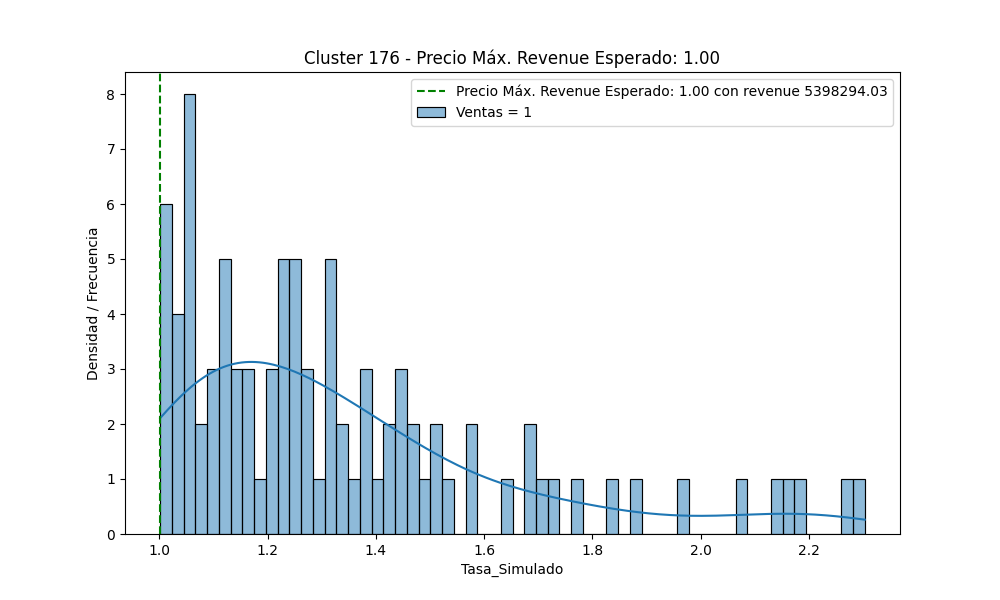 Cluster 176 - Precio Máx. Revenue Esperado: 1.00
Precio Máx. Revenue Esperado: 1.00 con revenue 5398294.03
Ventas = 1
Densidad / Frecuencia
8
7
6
5
4
3
2
1
0
1.0 1.2 1.4 1.6 1.8 2.0 2.2
Tasa_Simulado